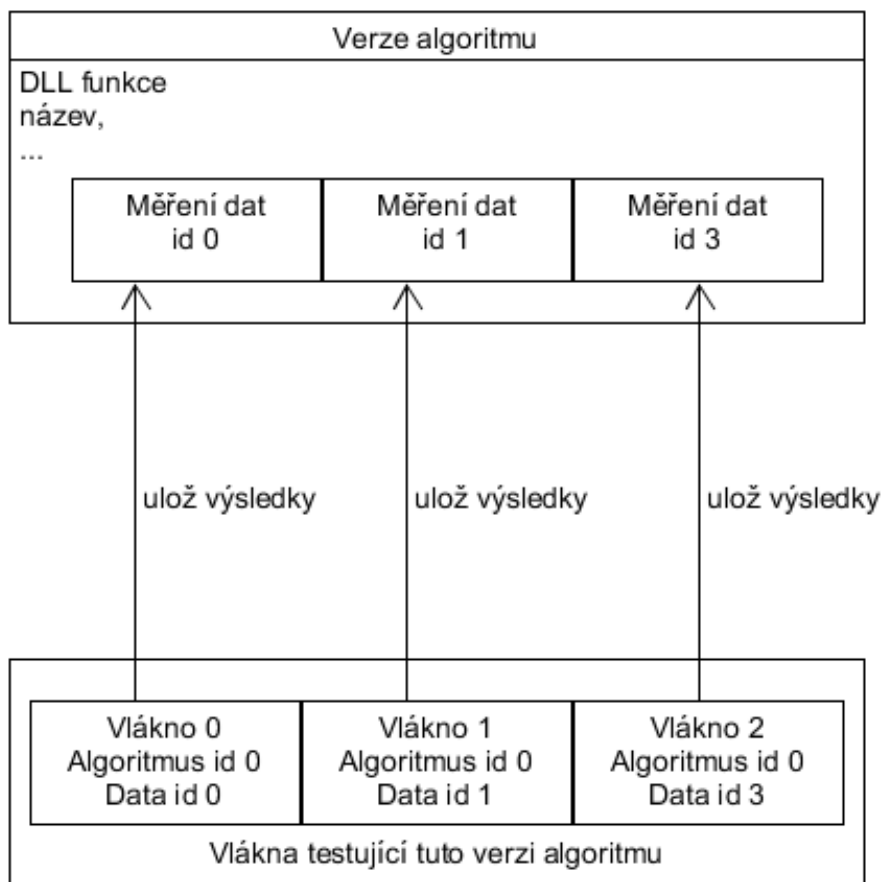 Verze algoritmu
DLL funkce
název,
...
Měření dat
id 0
Měření dat
id 1
Měření dat
id 3
ulož výsledky
ulož výsledky
ulož výsledky
Vlákno 0
Algoritmus id 0
Data id 0
Vlákno 1
Algoritmus id 0
Data id 1
Vlákno 2
Algoritmus id 0
Data id 3
Vlákna testující tuto verzi algoritmu